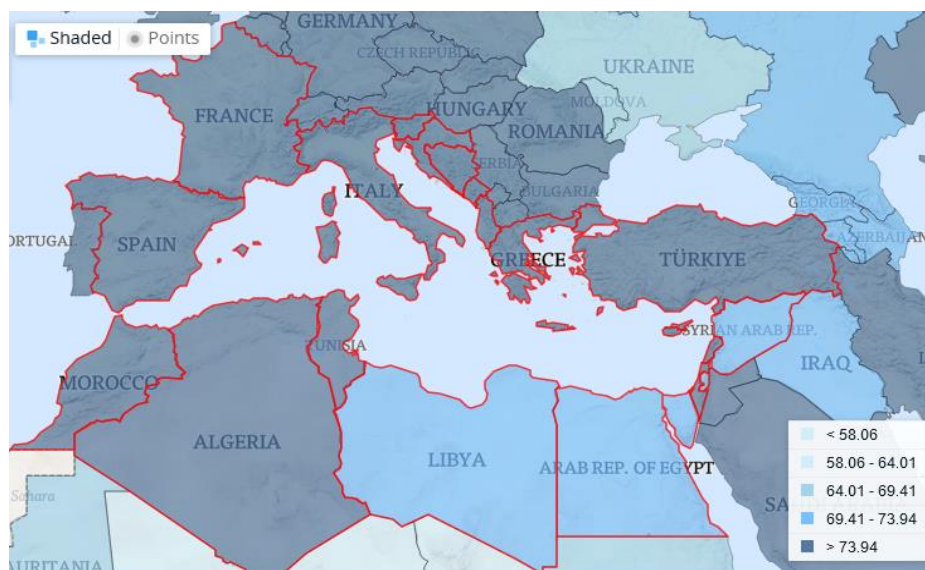 Shaded
Points
GERMANY
CZECH REPUBLIC
UKRAINE
FRANCE
HUNGARY
MOLDOVA
ROMANIA
ERBIA
ITALY
BULGARIA
GEORGIA
ORTUGAL
SPAIN
GREECE
TÜRKIYE
AZERBAIJAN
TUNISIA
SYRIAN ARAB REP.
MOROCCO
IRAQ
ALGERIA
LIBYA
ARAB REP. OF EGYPT
Sahara
SA
AURITANIA
< 58.06
58.06 - 64.01
64.01 - 69.41
69.41 - 73.94
> 73.94